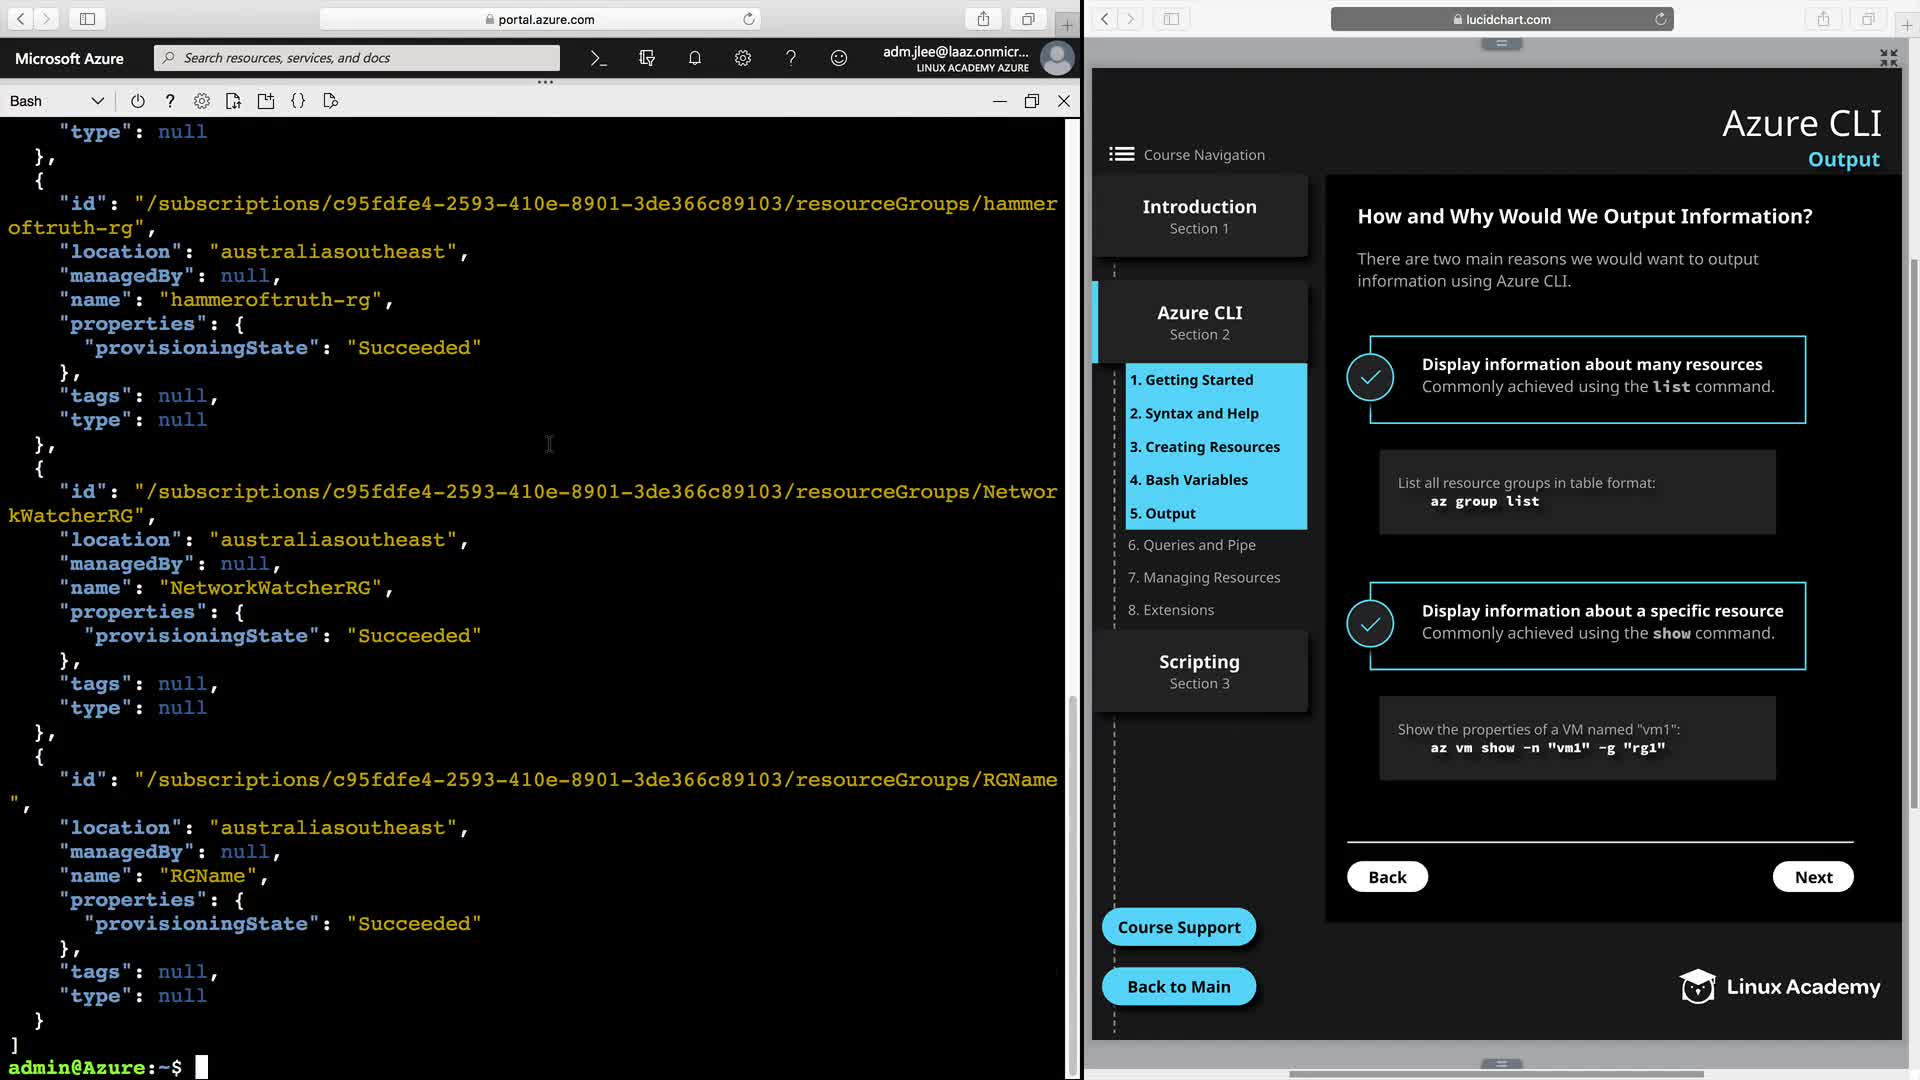 portal.azure.com
Microsoft Azure
Search resources, services, and docs
adm.jlee@laaz.onmicr...
LINUX ACADEMY AZURE
Bash
"type": null
},
{
"id": "/subscriptions/c95fdfe4-2593-410e-8901-3de366c89103/resourceGroups/hammer
oftruth-rg",
"location": "australiasoutheast",
"managedBy": null,
"name": "hammeroftruth-rg",
"properties": {
"provisioningState": "Succeeded"
},
"tags": null,
"type": null
},
{
"id": "/subscriptions/c95fdfe4-2593-410e-8901-3de366c89103/resourceGroups/Networ
kWatcherRG",
"location": "australiasoutheast",
"managedBy": null,
"name": "NetworkWatcherRG",
"properties": {
"provisioningState": "Succeeded"
},
"tags": null,
"type": null
},
{
"id": "/subscriptions/c95fdfe4-2593-410e-8901-3de366c89103/resourceGroups/RGName
",
"location": "australiasoutheast",
"managedBy": null,
"name": "RGName",
"properties": {
"provisioningState": "Succeeded"
},
"tags": null,
"type": null
}
]
admin@Azure:~$
lucidchart.com
Azure CLI
Output
Course Navigation
Introduction
Section 1
Azure CLI
Section 2
1. Getting Started
2. Syntax and Help
3. Creating Resources
4. Bash Variables
5. Output
6. Queries and Pipe
7. Managing Resources
8. Extensions
Scripting
Section 3
Course Support
Back to Main
How and Why Would We Output Information?
There are two main reasons we would want to output
information using Azure CLI.
Display information about many resources
Commonly achieved using the list command.
List all resource groups in table format:
az group list
Display information about a specific resource
Commonly achieved using the show command.
Show the properties of a VM named "vm1":
az vm show -n "vm1" -g "rg1"
Back
Next
Linux Academy